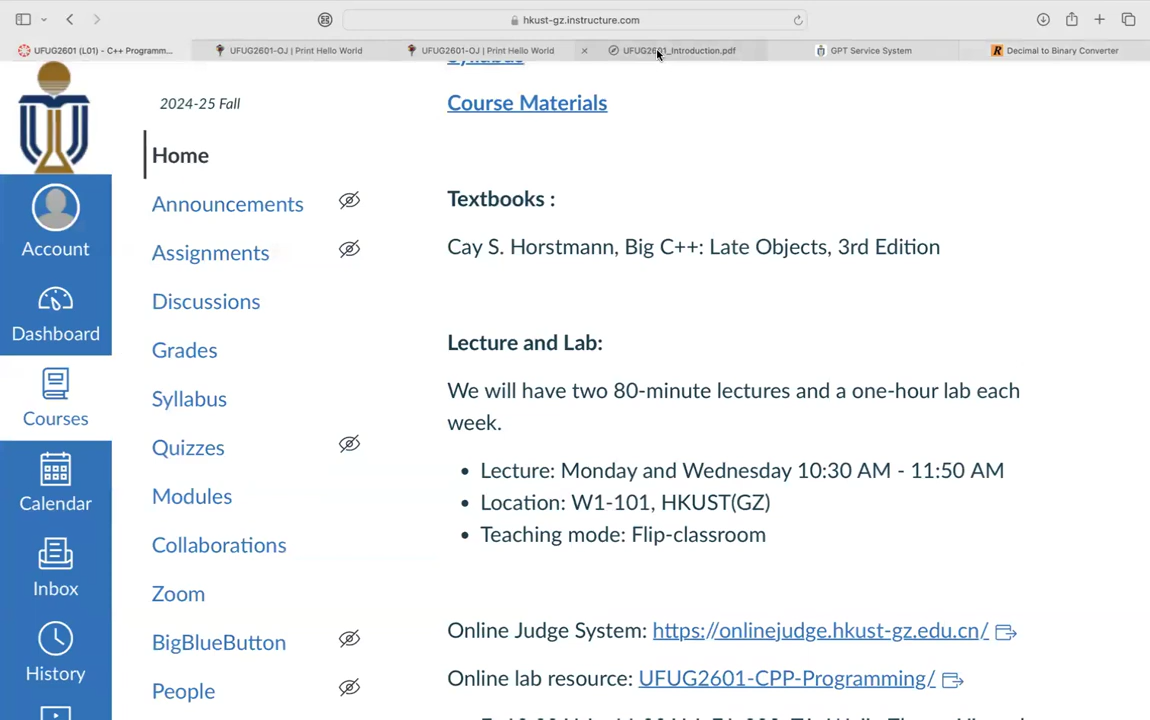 hkust-gz.instructure.com
UFUG2601 (L01) - C++ Programm...
UFUG2601-OJ | Print Hello World
UFUG2601-OJ | Print Hello World
UFUG2601_Introduction.pdf
GPT Service System
Decimal to Binary Converter
Syllabus
2024-25 Fall
Course Materials
Home
Announcements
Assignments
Discussions
Grades
Syllabus
Quizzes
Modules
Collaborations
Zoom
BigBlueButton
People
Account
Dashboard
Courses
Calendar
Inbox
History
Textbooks :
Cay S. Horstmann, Big C++: Late Objects, 3rd Edition
Lecture and Lab:
We will have two 80-minute lectures and a one-hour lab each
week.
• Lecture: Monday and Wednesday 10:30 AM - 11:50 AM
• Location: W1-101, HKUST(GZ)
• Teaching mode: Flip-classroom
Online Judge System: https://onlinejudge.hkust-gz.edu.cn/
Online lab resource: UFUG2601-CPP-Programming/